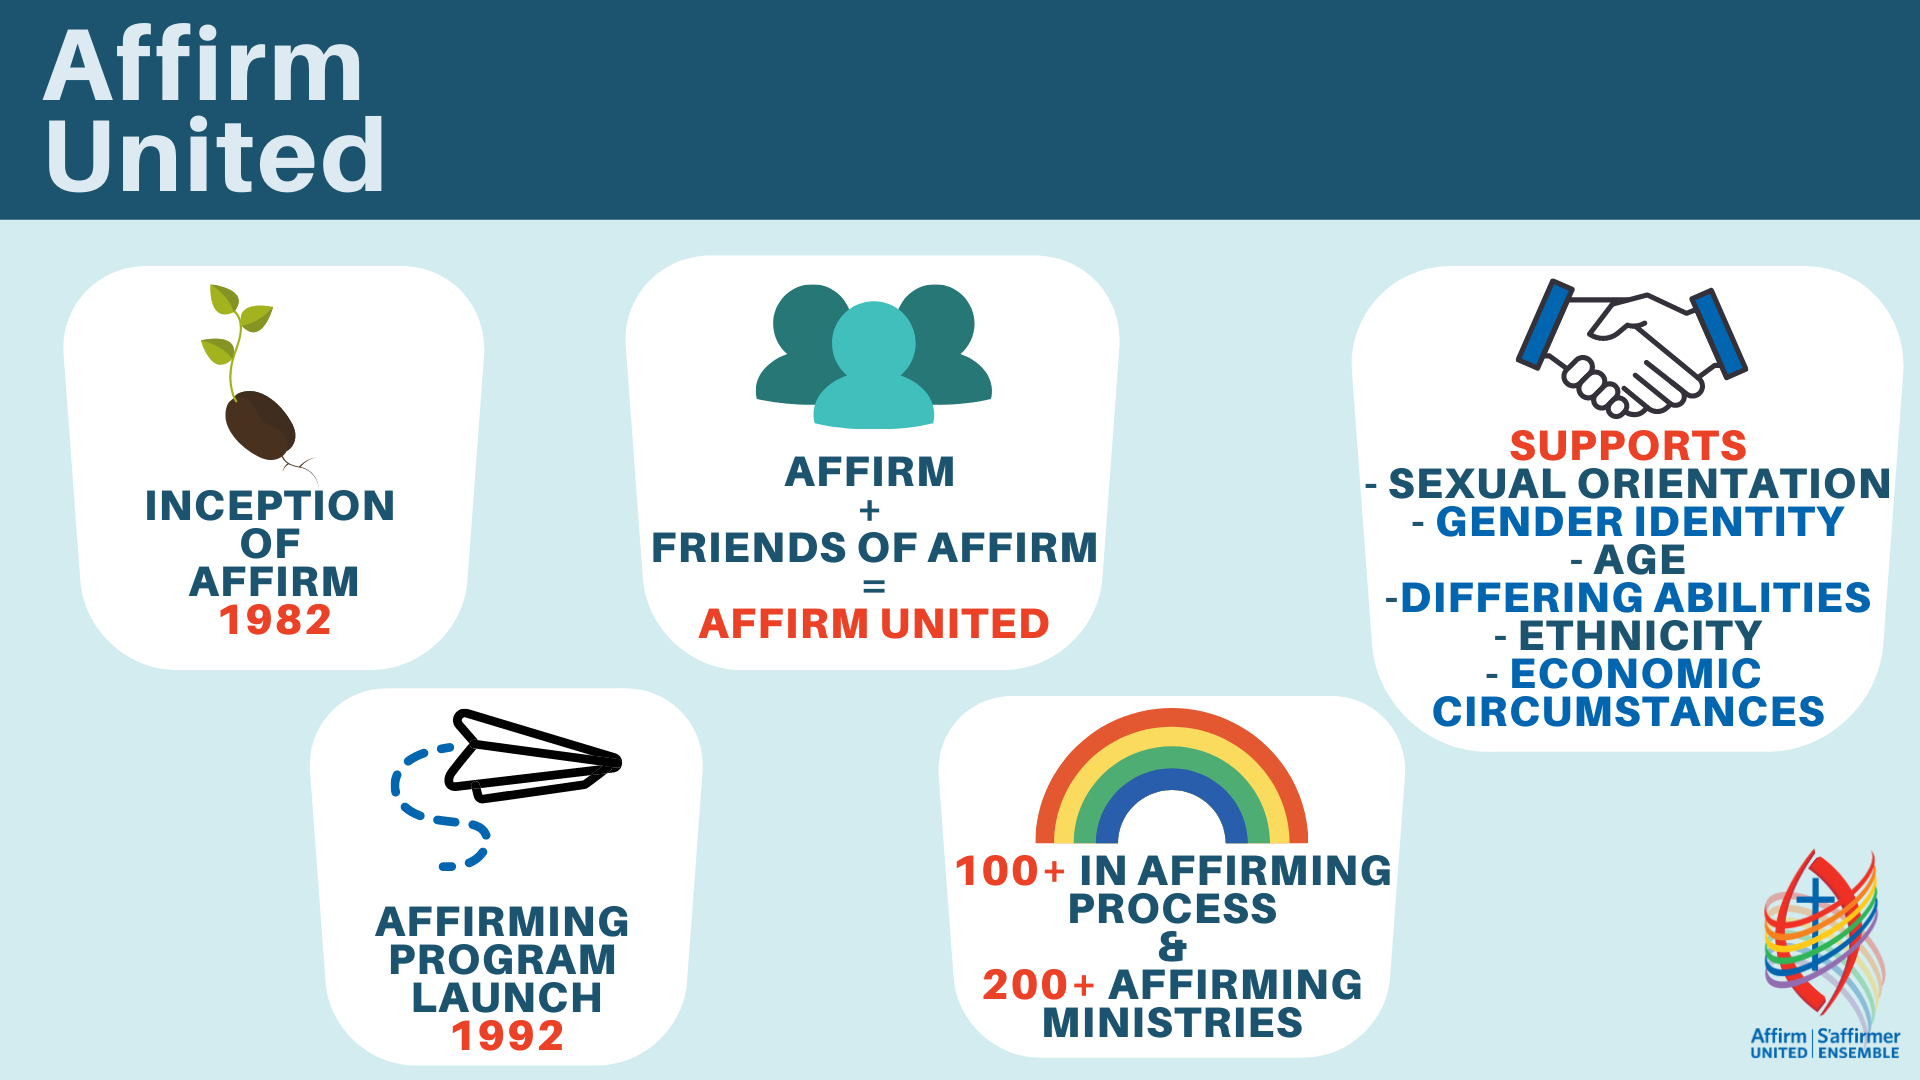 Affirm
United
INCEPTION
OF
AFFIRM
1982
AFFIRM
+
FRIENDS OF AFFIRM
=
AFFIRM UNITED
SUPPORTS
- SEXUAL ORIENTATION
- GENDER IDENTITY
- AGE
-DIFFERING ABILITIES
- ETHNICITY
- ECONOMIC
CIRCUMSTANCES
AFFIRMING
PROGRAM
LAUNCH
1992
100+ IN AFFIRMING
PROCESS
&
200+ AFFIRMING
MINISTRIES
Affirm | S'affirmer
UNITED | ENSEMBLE